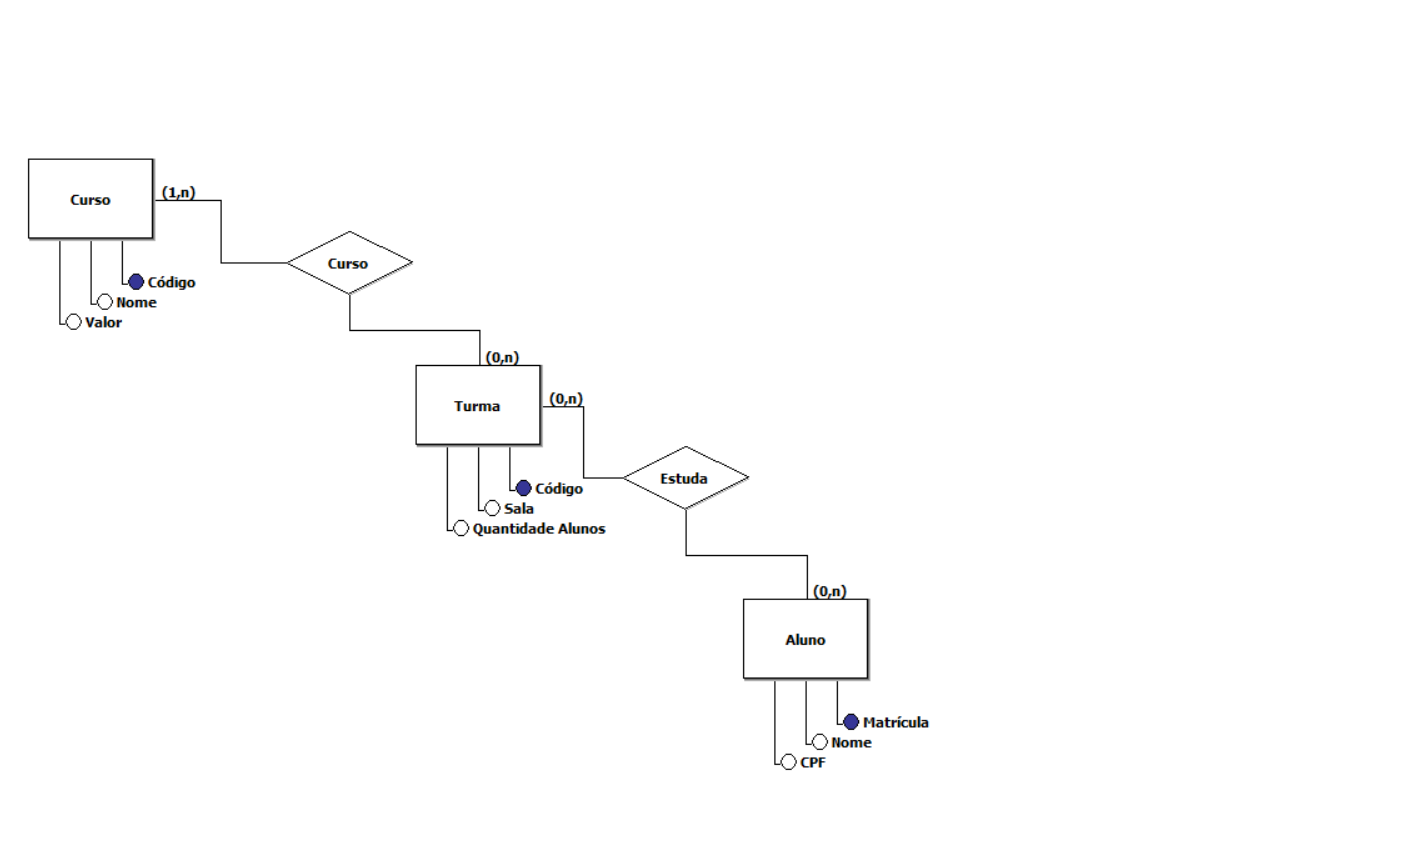 Curso
(1,n)
Curso
Código
Nome
Valor
(0,n)
Turma
(0,n)
Estuda
Código
Sala
Quantidade Alunos
(0,n)
Aluno
Matrícula
Nome
CPF